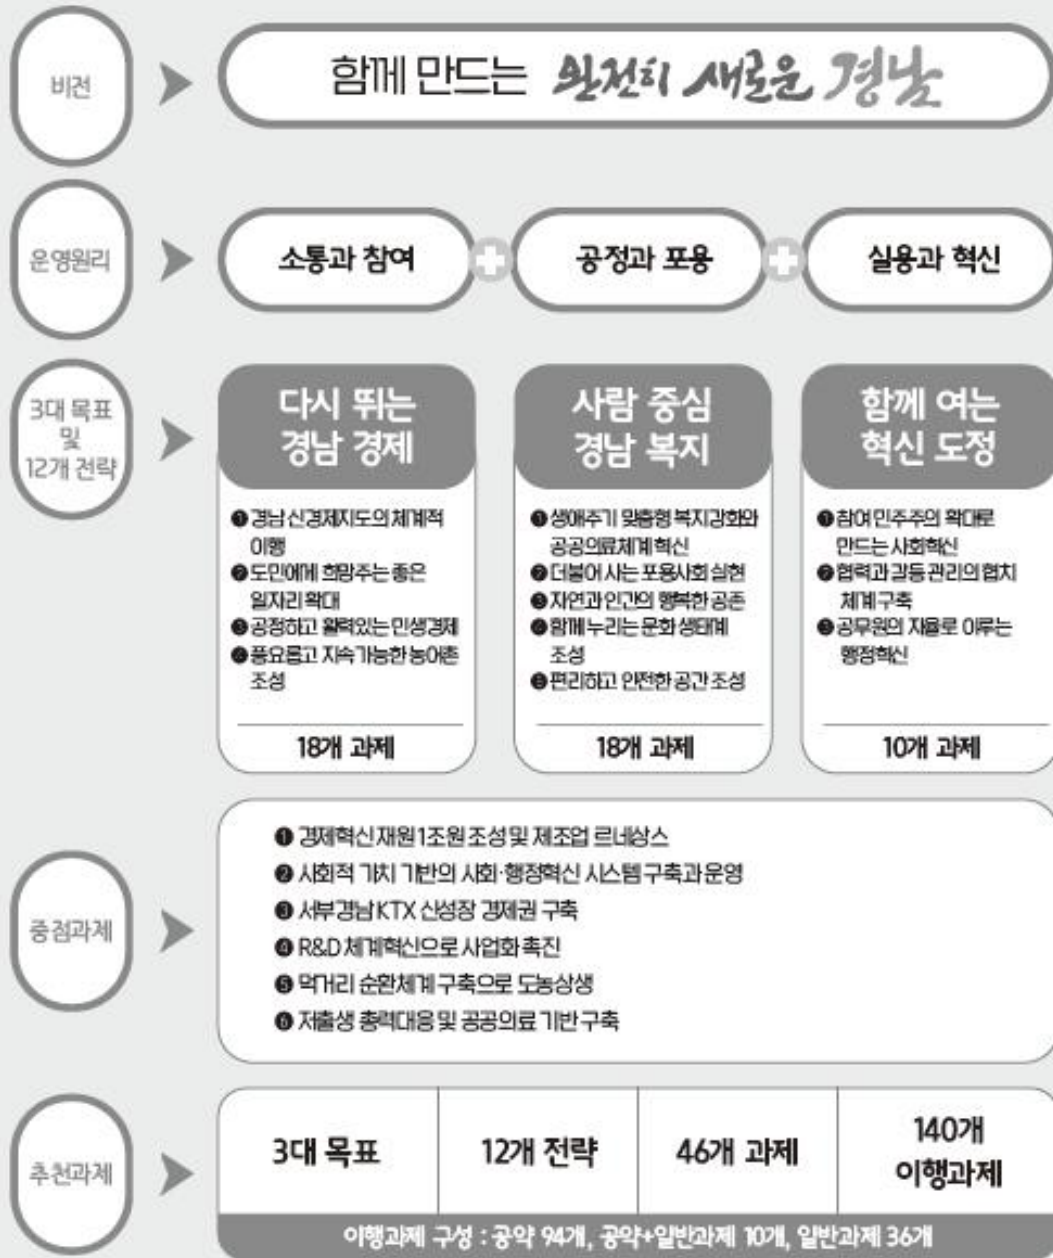 비전
함께 만드는 완전히 새로운 경남
운영원리
소통과 참여
공정과 포용
실용과 혁신
3대 목표
및
12개 전략
다시 뛰는
경남 경제
❶ 경남 신경제지도의 체계적
이행
❷ 도민에게 희망주는 좋은
일자리 확대
❸ 공정하고 활력있는 민생경제
❹ 풍요롭고 지속가능한 농어촌
조성
18개 과제
사람 중심
경남 복지
❶ 생애주기 맞춤형 복지강화와
공공의료체계 혁신
❷ 더불어 사는 포용사회 실현
❸ 자연과 인간의 행복한 공존
❹ 함께 누리는 문화 생태계
조성
❺ 편리하고 안전한 공간 조성
18개 과제
함께 여는
혁신 도정
❶ 참여 민주주의 확대로
만드는 사회혁신
❷ 협력과 갈등 관리의 협치
체계 구축
❸ 공무원의 자율로 이루는
행정혁신
10개 과제
중점과제
❶ 경제혁신 재원 1조원 조성 및 제조업 르네상스
❷ 사회적 가치 기반의 사회·행정혁신 시스템 구축과 운영
❸ 서부경남 KTX 신성장 경제권 구축
❹ R&D 체계혁신으로 사업화 촉진
❺ 먹거리 순환체계 구축으로 도농상생
❻ 저출생 총력대응 및 공공의료 기반 구축
추천과제
3대 목표
12개 전략
46개 과제
140개
이행과제
이행과제 구성 : 공약 94개, 공약+일반과제 10개, 일반과제 36개